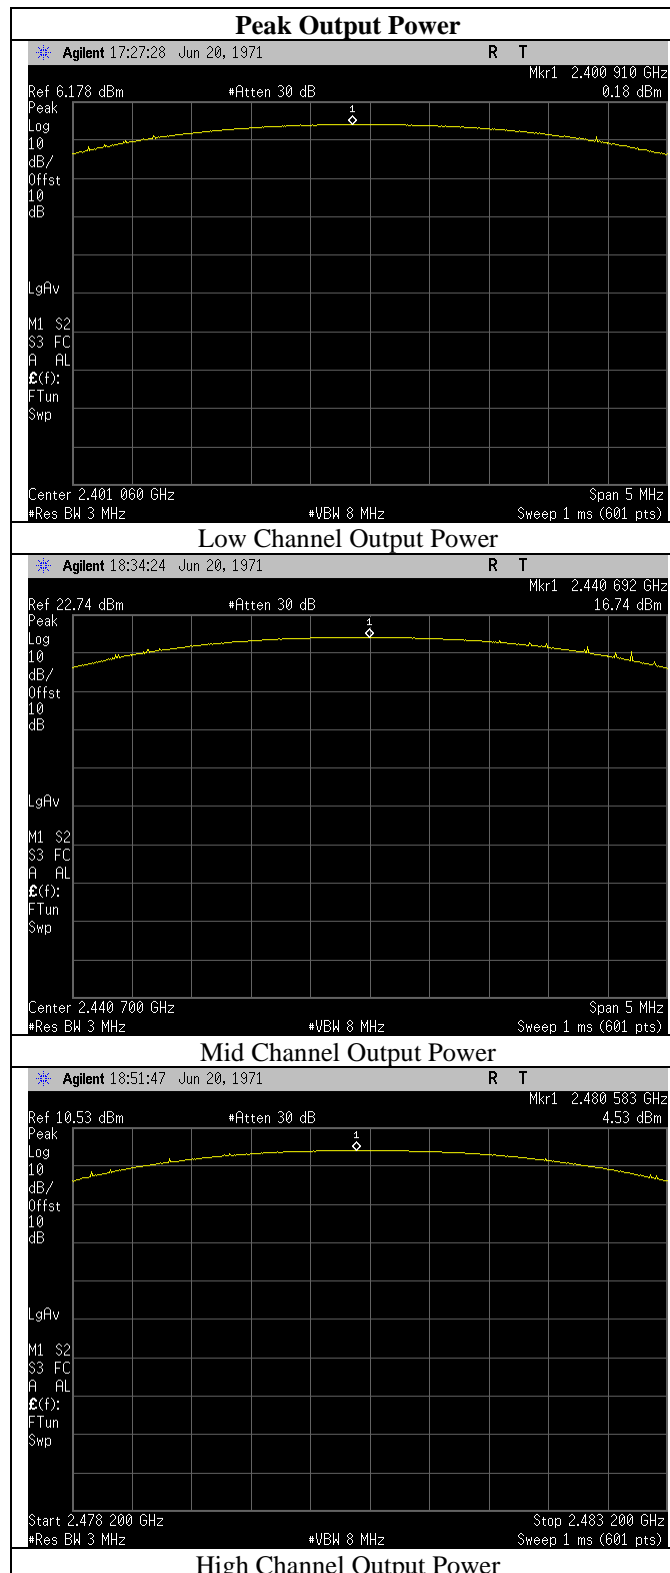 Peak Output Power
Agilent 17:27:28 Jun 20, 1971 R T
Mkr1 2.400 910 GHz
Ref 6.178 dBm #Atten 30 dB 0.18 dBm
Peak
Log
10
dB/
Offst
10
dB
1
LgAv
M1 S2
S3 FC
A AL
£(f):
FTun
Swp
Center 2.401 060 GHz Span 5 MHz
#Res BW 3 MHz #VBW 8 MHz Sweep 1 ms (601 pts)
Low Channel Output Power
Agilent 18:34:24 Jun 20, 1971 R T
Mkr1 2.440 692 GHz
Ref 22.74 dBm #Atten 30 dB 16.74 dBm
Peak
Log
10
dB/
Offst
10
dB
1
LgAv
M1 S2
S3 FC
A AL
£(f):
FTun
Swp
Center 2.440 700 GHz Span 5 MHz
#Res BW 3 MHz #VBW 8 MHz Sweep 1 ms (601 pts)
Mid Channel Output Power
Agilent 18:51:47 Jun 20, 1971 R T
Mkr1 2.480 583 GHz
Ref 10.53 dBm #Atten 30 dB 4.53 dBm
Peak
Log
10
dB/
Offst
10
dB
1
LgAv
M1 S2
S3 FC
A AL
£(f):
FTun
Swp
Start 2.478 200 GHz Stop 2.483 200 GHz
#Res BW 3 MHz #VBW 8 MHz Sweep 1 ms (601 pts)
High Channel Output Power